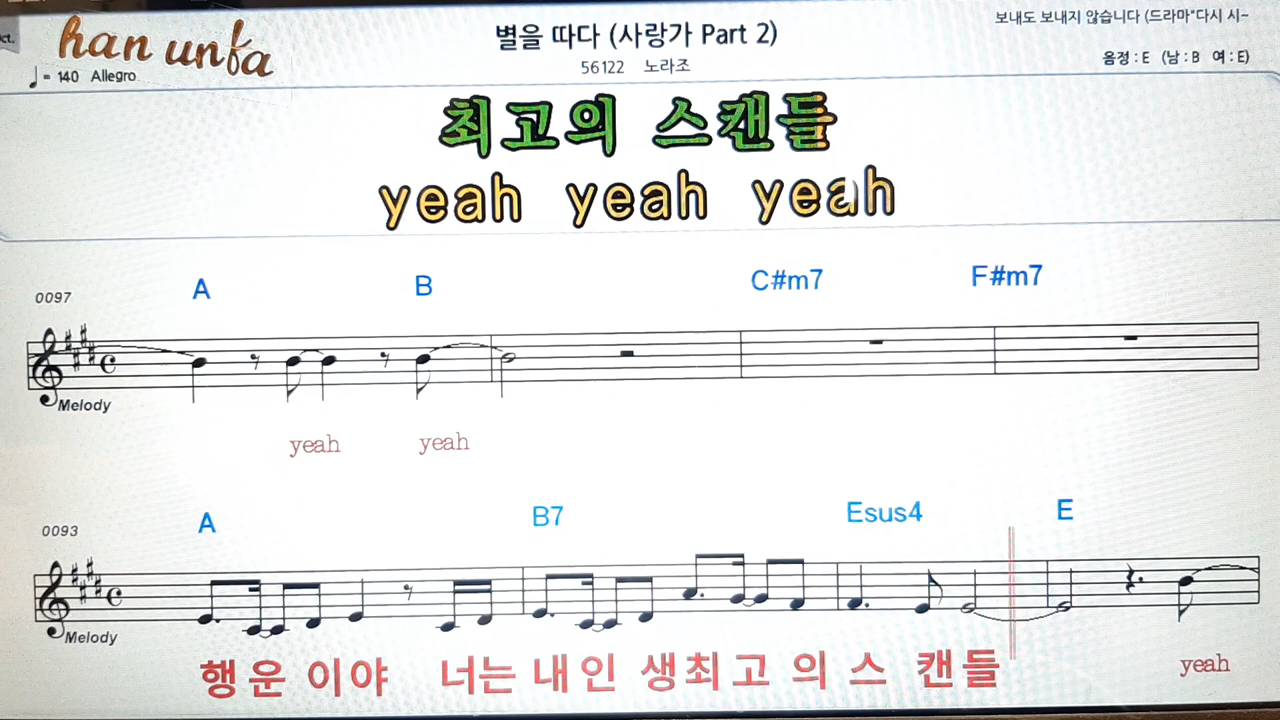 ct.
han unfa
별을 따다 (사랑가 Part 2)
보내도 보내지 않습니다 (드라마"다시 시~
♩ = 140 Allegro
56122 노라조
음정 : E (남 : B 여 : E)
최고의 스캔들
yeah yeah yeah
0097
A B C#m7 F#m7
Melody
yeah yeah
0093
A B7 Esus4 E
Melody
행운 이야 너는 내인 생최고 의 스 캔들
yeah